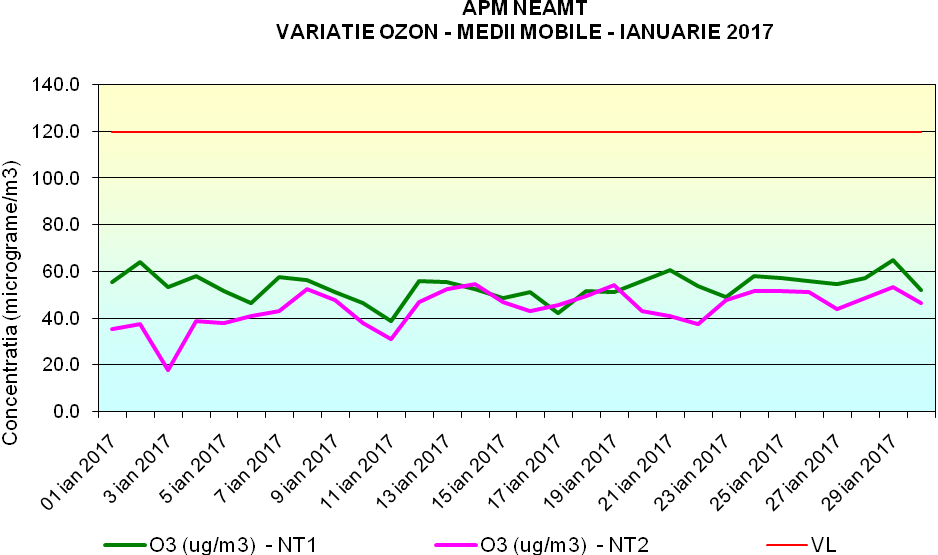 APM NEAMT
VARIATIE OZON - MEDII MOBILE - IANUARIE 2017
Concentratia (micrograme/m3)
140.0
120.0
100.0
80.0
60.0
40.0
20.0
0.0
01 ian 2017
3 ian 2017
5 ian 2017
7 ian 2017
9 ian 2017
11 ian 2017
13 ian 2017
15 ian 2017
17 ian 2017
19 ian 2017
21 ian 2017
23 ian 2017
25 ian 2017
27 ian 2017
29 ian 2017
O3 (ug/m3) - NT1
O3 (ug/m3) - NT2
VL